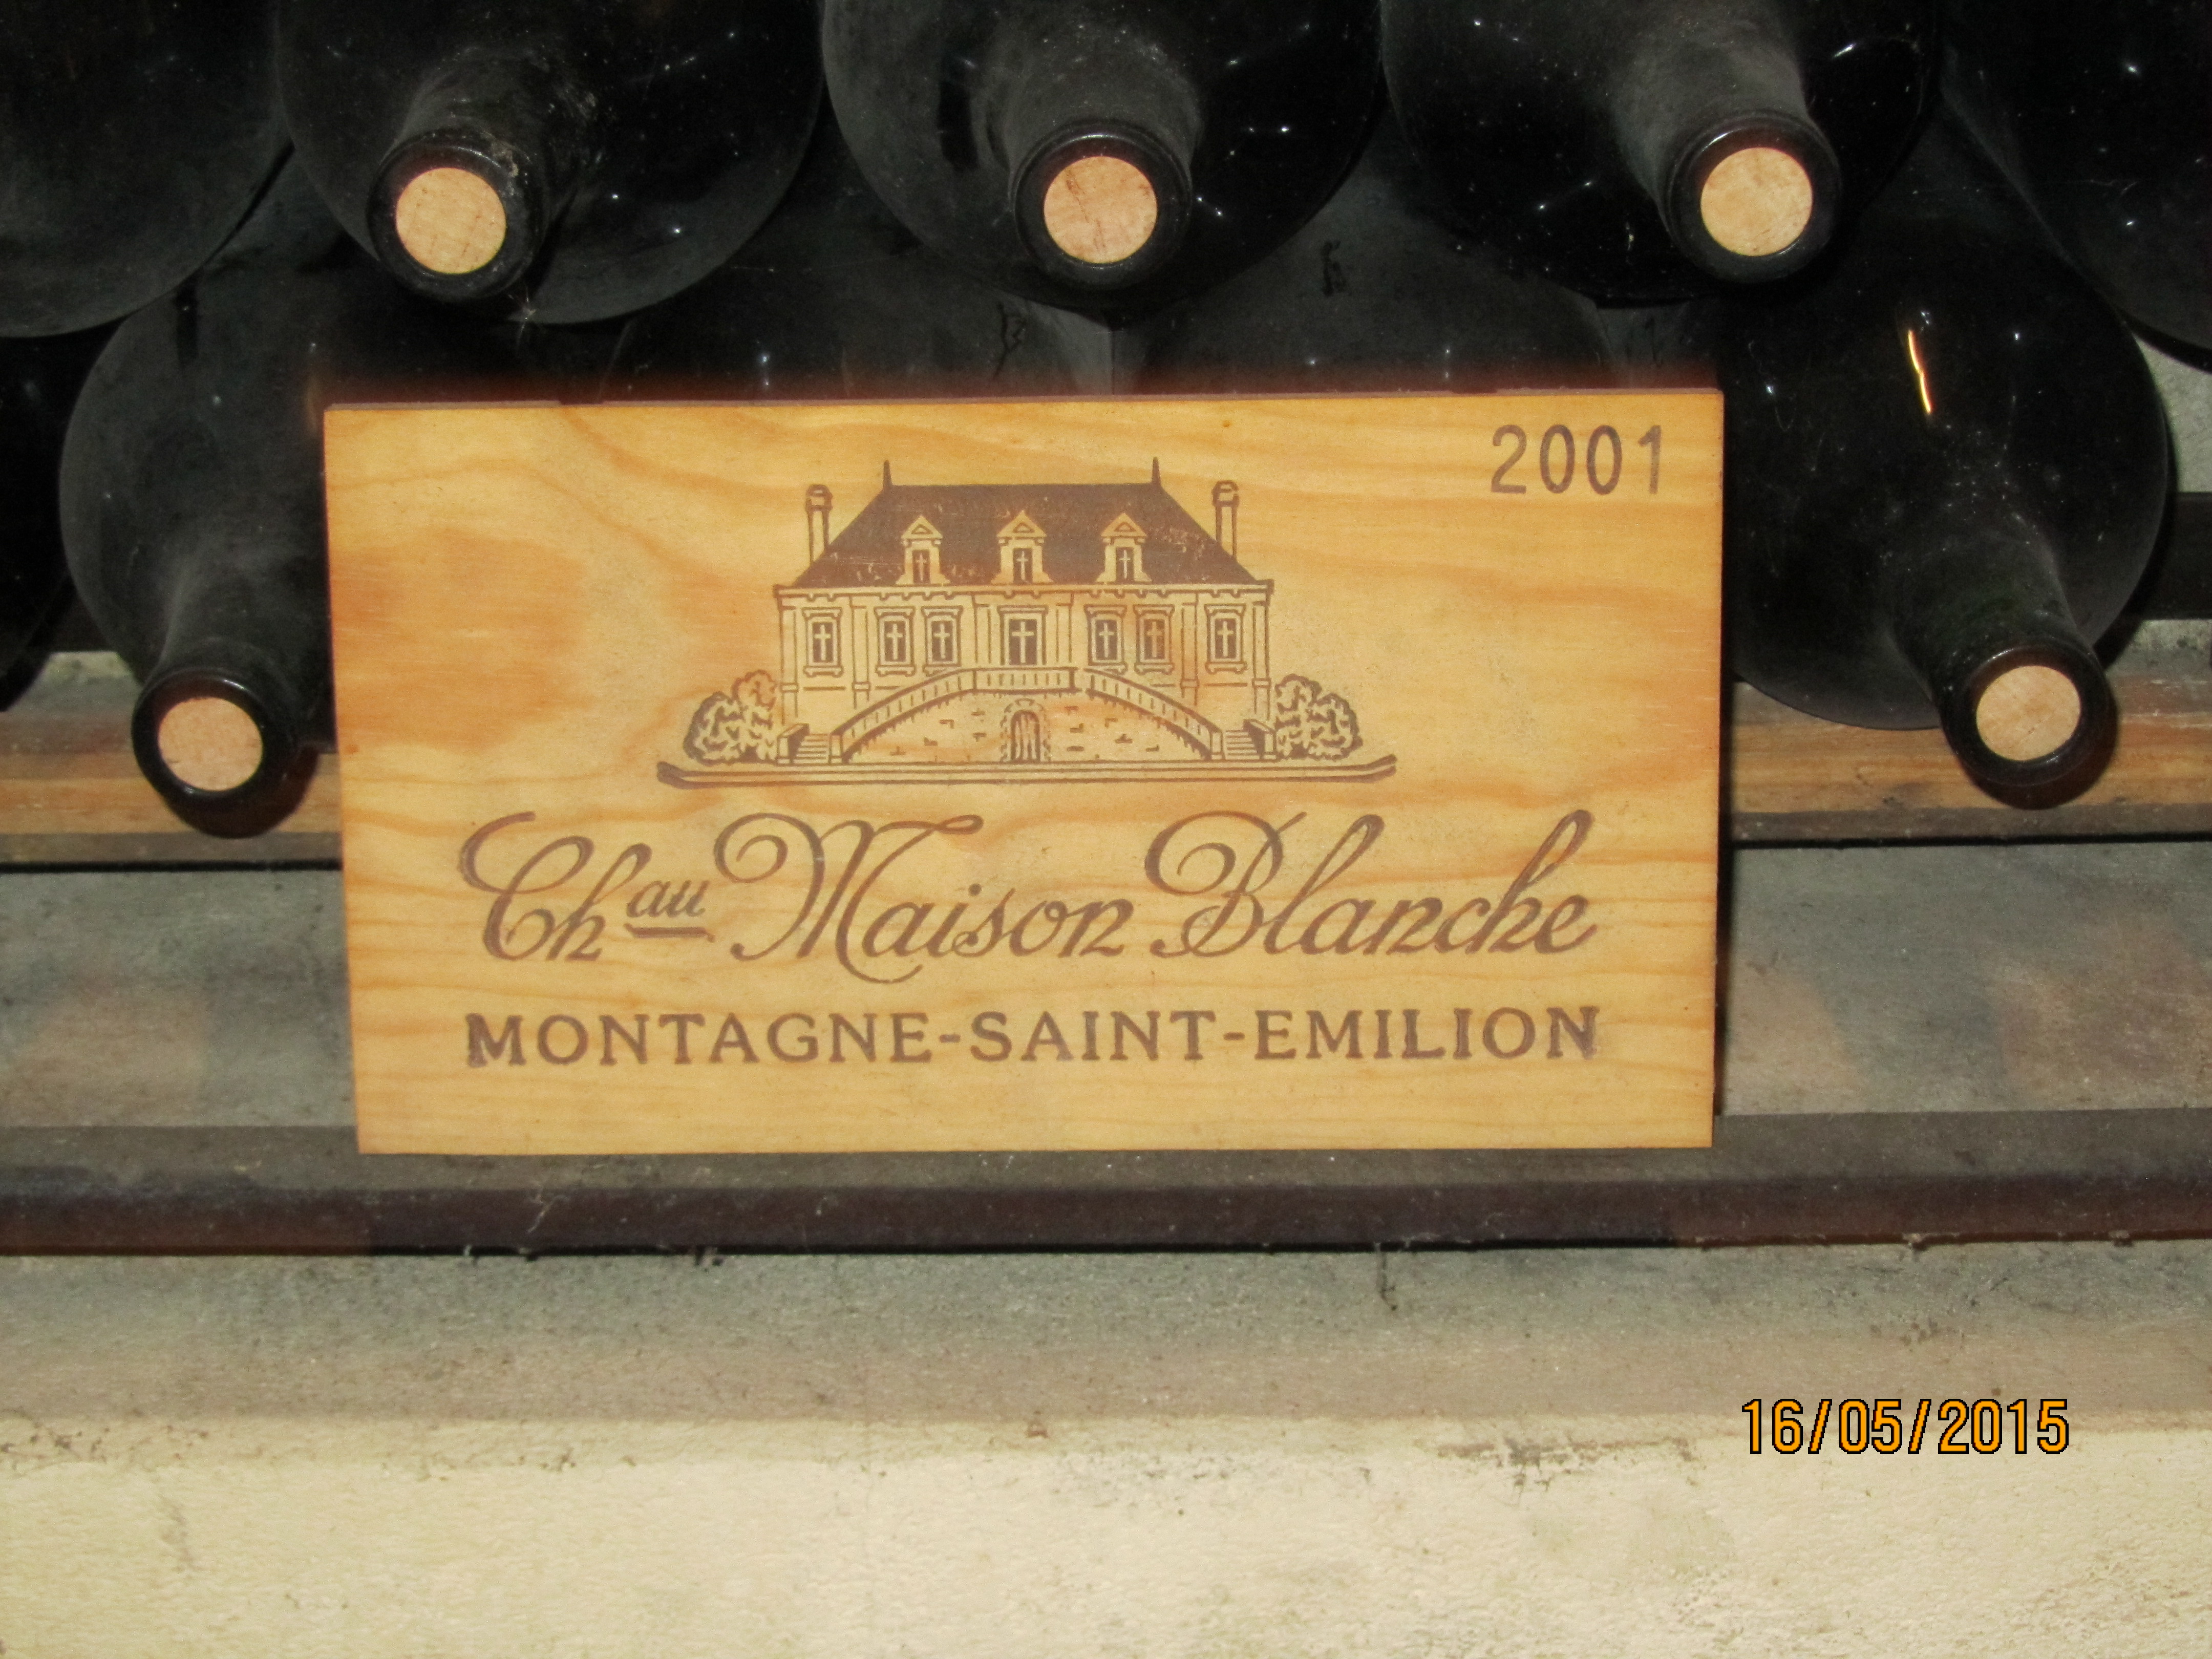 2001
Chau Maison Blanche
MONTAGNE-SAINT-EMILION
16/05/2015